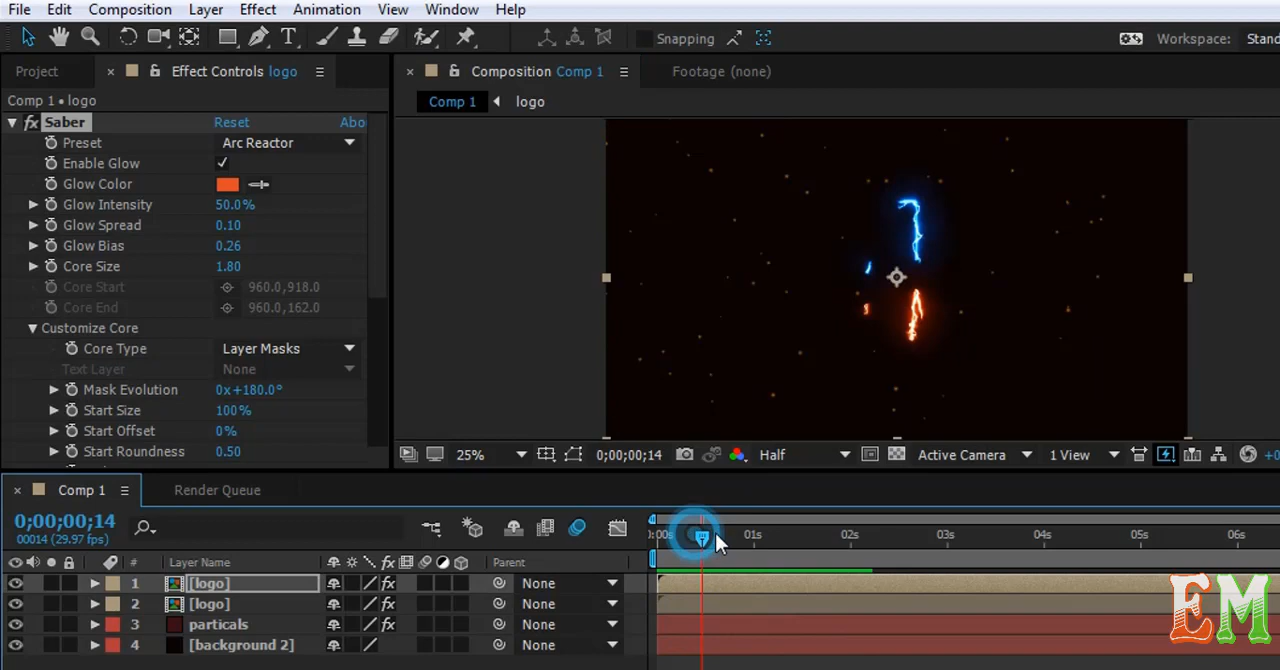 File Edit Composition Layer Effect Animation View Window Help
Snapping Workspace: Stand
Project × Effect Controls logo × Composition Comp 1 Footage (none)
Comp 1 • logo Comp 1 logo
fx Saber Reset Abo
Preset Arc Reactor
Enable Glow ✓
Glow Color
Glow Intensity 50.0%
Glow Spread 0.10
Glow Bias 0.26
Core Size 1.80
Core Start 960.0,918.0
Core End 960.0,162.0
Customize Core
Core Type Layer Masks
Text Layer None
Mask Evolution 0x+180.0°
Start Size 100%
Start Offset 0%
Start Roundness 0.50
25% 0;00;00;14 Half Active Camera 1 View +0
× Comp 1 Render Queue
0;00;00;14
00014 (29.97 fps) :00s 01s 02s 03s 04s 05s 06s
# Layer Name fx Parent
1 [logo] fx None
2 [logo] fx None
3 particals fx None
4 [background 2] None
EM